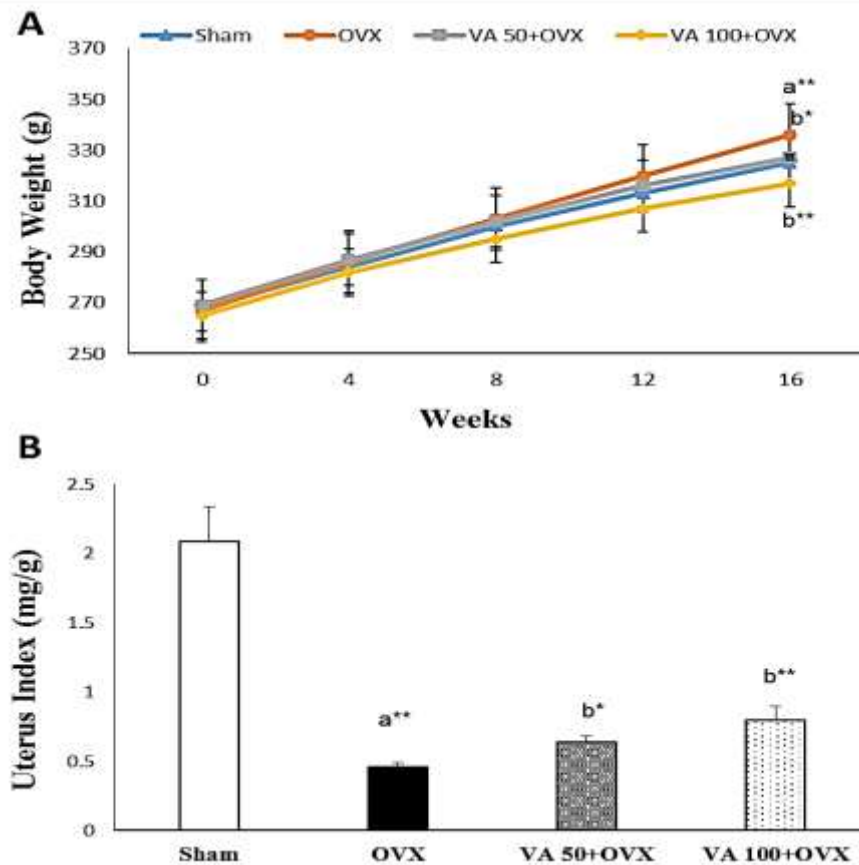 A
Sham OVX VA 50+OVX VA 100+OVX
370
350
330
310
290
270
250
Body Weight (g)
a**
b*
b**
0 4 8 12 16
Weeks
B
2.5
2
1.5
1
0.5
0
Uterus Index (mg/g)
a**
b*
b**
Sham OVX VA 50+OVX VA 100+OVX